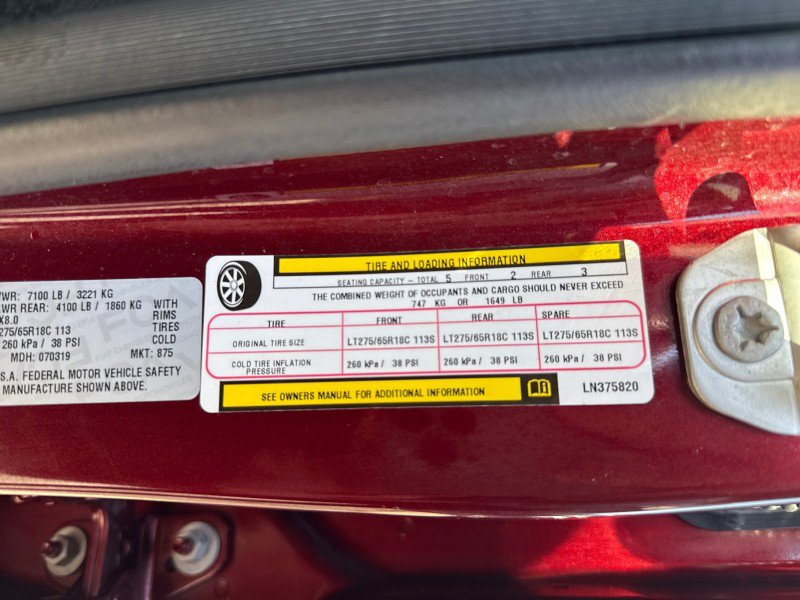 WR: 7100 LB / 3221 KG
WR REAR: 4100 LB / 1860 KG WITH
X8.0 RIMS
275/65R18C 113 TIRES
260 kPa / 38 PSI COLD
MDH: 070319 MKT: 875
S.A. FEDERAL MOTOR VEHICLE SAFETY
MANUFACTURE SHOWN ABOVE.
TIRE AND LOADING INFORMATION
SEATING CAPACITY - TOTAL 5 FRONT 2 REAR 3
THE COMBINED WEIGHT OF OCCUPANTS AND CARGO SHOULD NEVER EXCEED
747 KG OR 1649 LB
TIRE FRONT REAR SPARE
ORIGINAL TIRE SIZE LT275/65R18C 113S LT275/65R18C 113S LT275/65R18C 113S
COLD TIRE INFLATION PRESSURE 260 kPa / 38 PSI 260 kPa / 38 PSI 260 kPa / 38 PSI
SEE OWNERS MANUAL FOR ADDITIONAL INFORMATION
LN375820